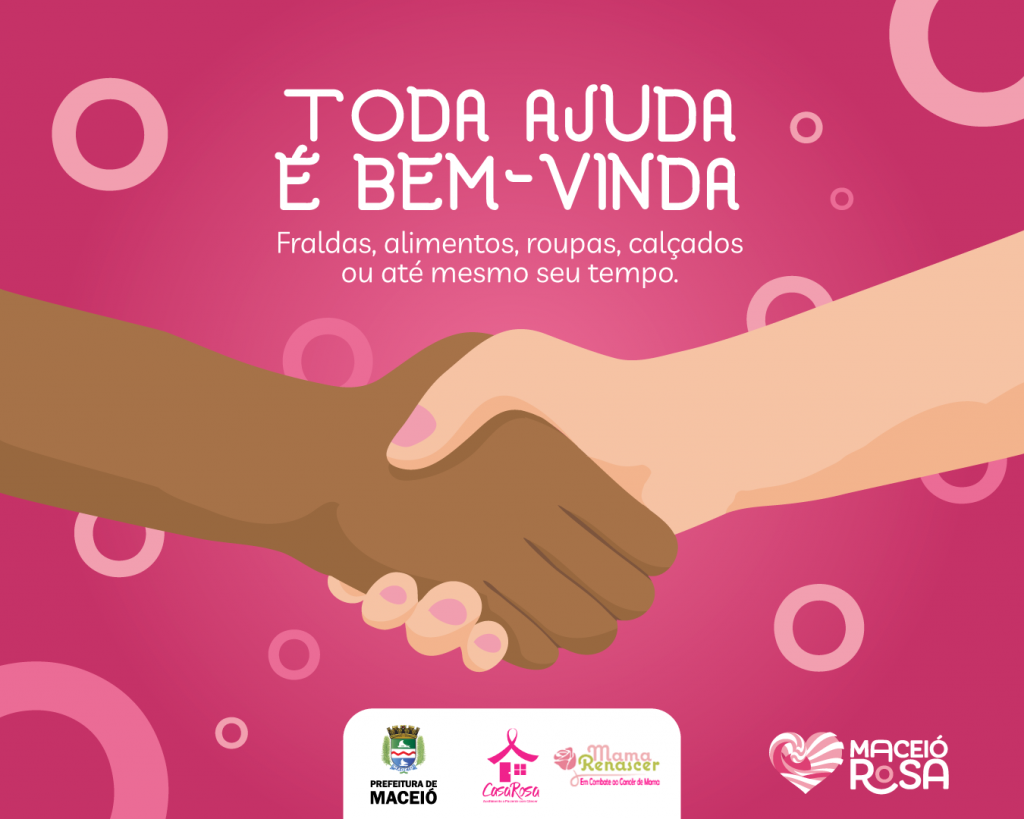 TODA AJUDA
É BEM-VINDA
Fraldas, alimentos, roupas, calçados
ou até mesmo seu tempo.
PREFEITURA DE
MACEIÓ
CasaRosa
Mama
Renascer
Em Combate ao Câncer de Mama
MACEIÓ
ROSA